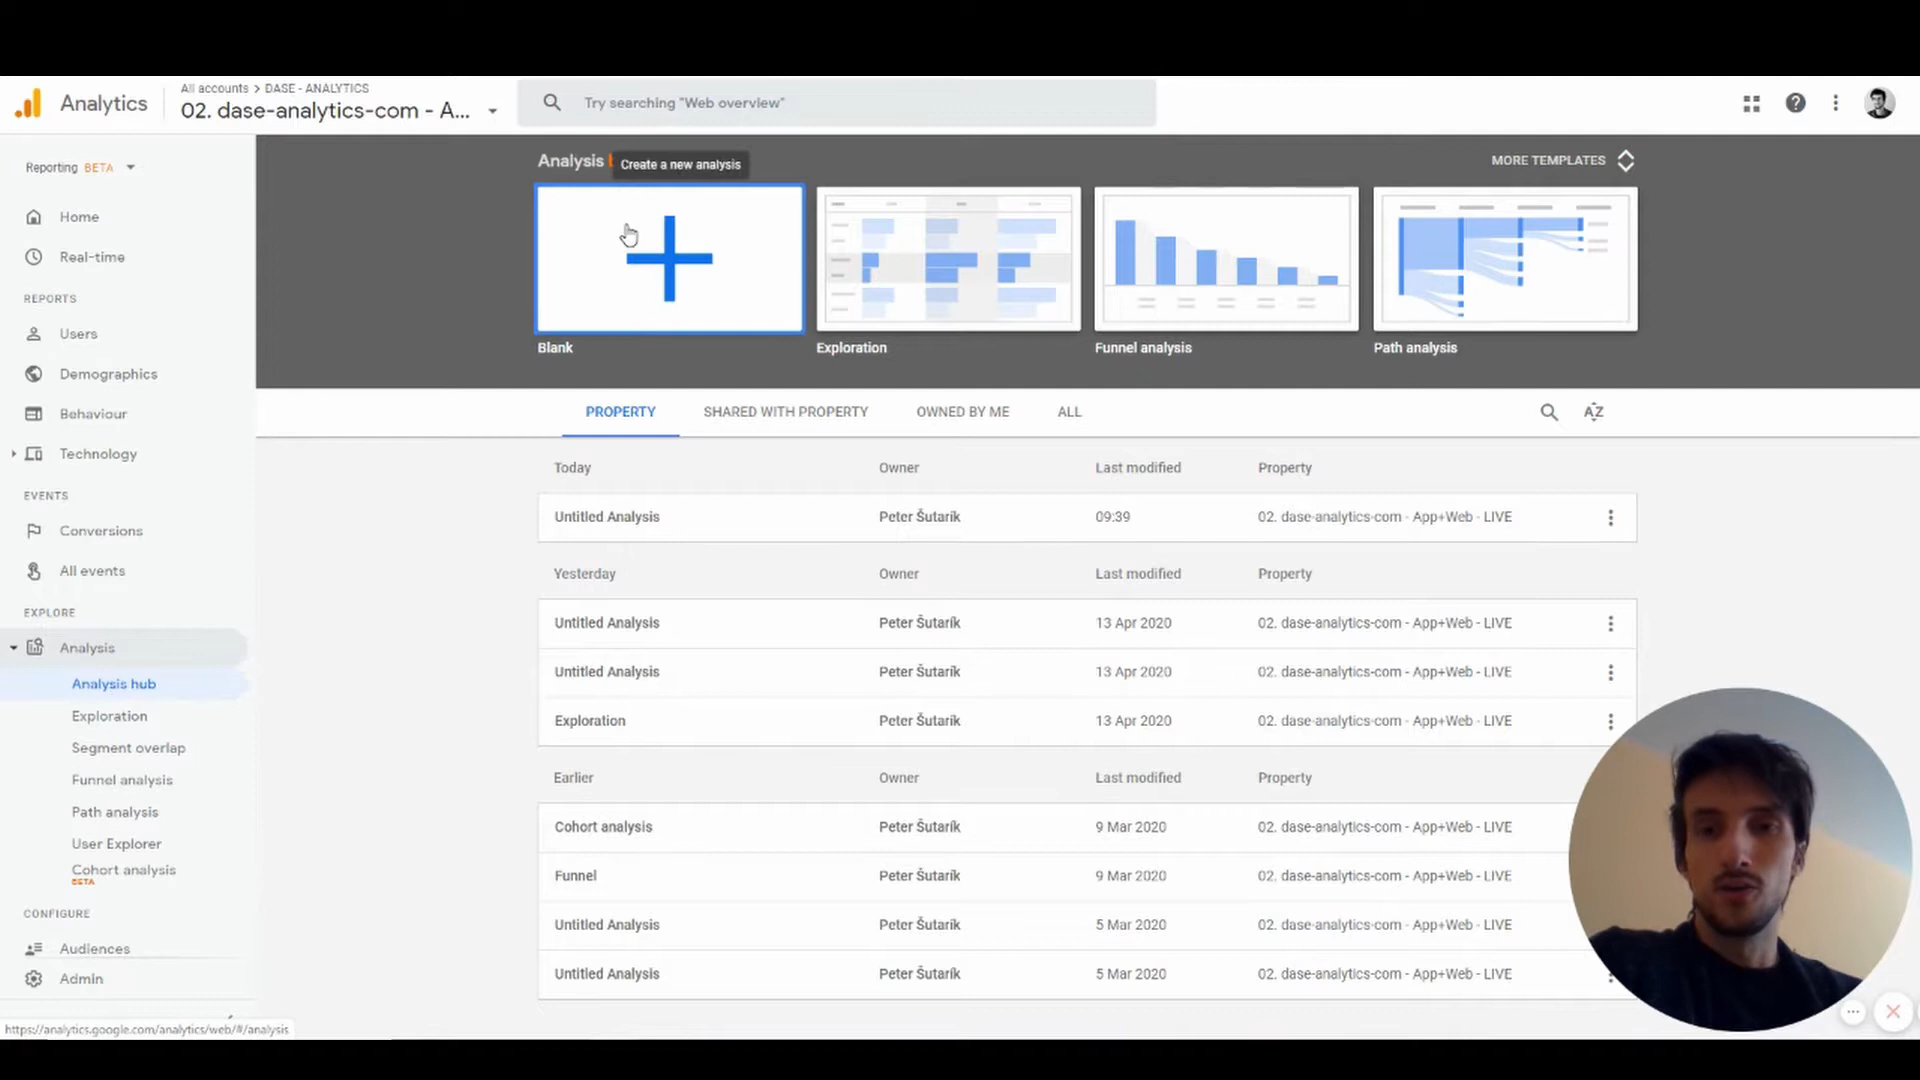 Analytics
All accounts > DASE - ANALYTICS
02. dase-analytics-com - A...
Try searching "Web overview"
Reporting BETA
Home
Real-time
REPORTS
Users
Demographics
Behaviour
Technology
EVENTS
Conversions
All events
EXPLORE
Analysis
Analysis hub
Exploration
Segment overlap
Funnel analysis
Path analysis
User Explorer
Cohort analysis
BETA
CONFIGURE
Audiences
Admin
https://analytics.google.com/analytics/web/#/analysis
Analysis
Create a new analysis
MORE TEMPLATES
Blank
Exploration
Funnel analysis
Path analysis
PROPERTY SHARED WITH PROPERTY OWNED BY ME ALL
AZ
Today Owner Last modified Property
Untitled Analysis Peter Šutarík 09:39 02. dase-analytics-com - App+Web - LIVE
Yesterday Owner Last modified Property
Untitled Analysis Peter Šutarík 13 Apr 2020 02. dase-analytics-com - App+Web - LIVE
Untitled Analysis Peter Šutarík 13 Apr 2020 02. dase-analytics-com - App+Web - LIVE
Exploration Peter Šutarík 13 Apr 2020 02. dase-analytics-com - App+Web - LIVE
Earlier Owner Last modified Property
Cohort analysis Peter Šutarík 9 Mar 2020 02. dase-analytics-com - App+Web - LIVE
Funnel Peter Šutarík 9 Mar 2020 02. dase-analytics-com - App+Web - LIVE
Untitled Analysis Peter Šutarík 5 Mar 2020 02. dase-analytics-com - App+Web - LIVE
Untitled Analysis Peter Šutarík 5 Mar 2020 02. dase-analytics-com - App+Web - LIVE